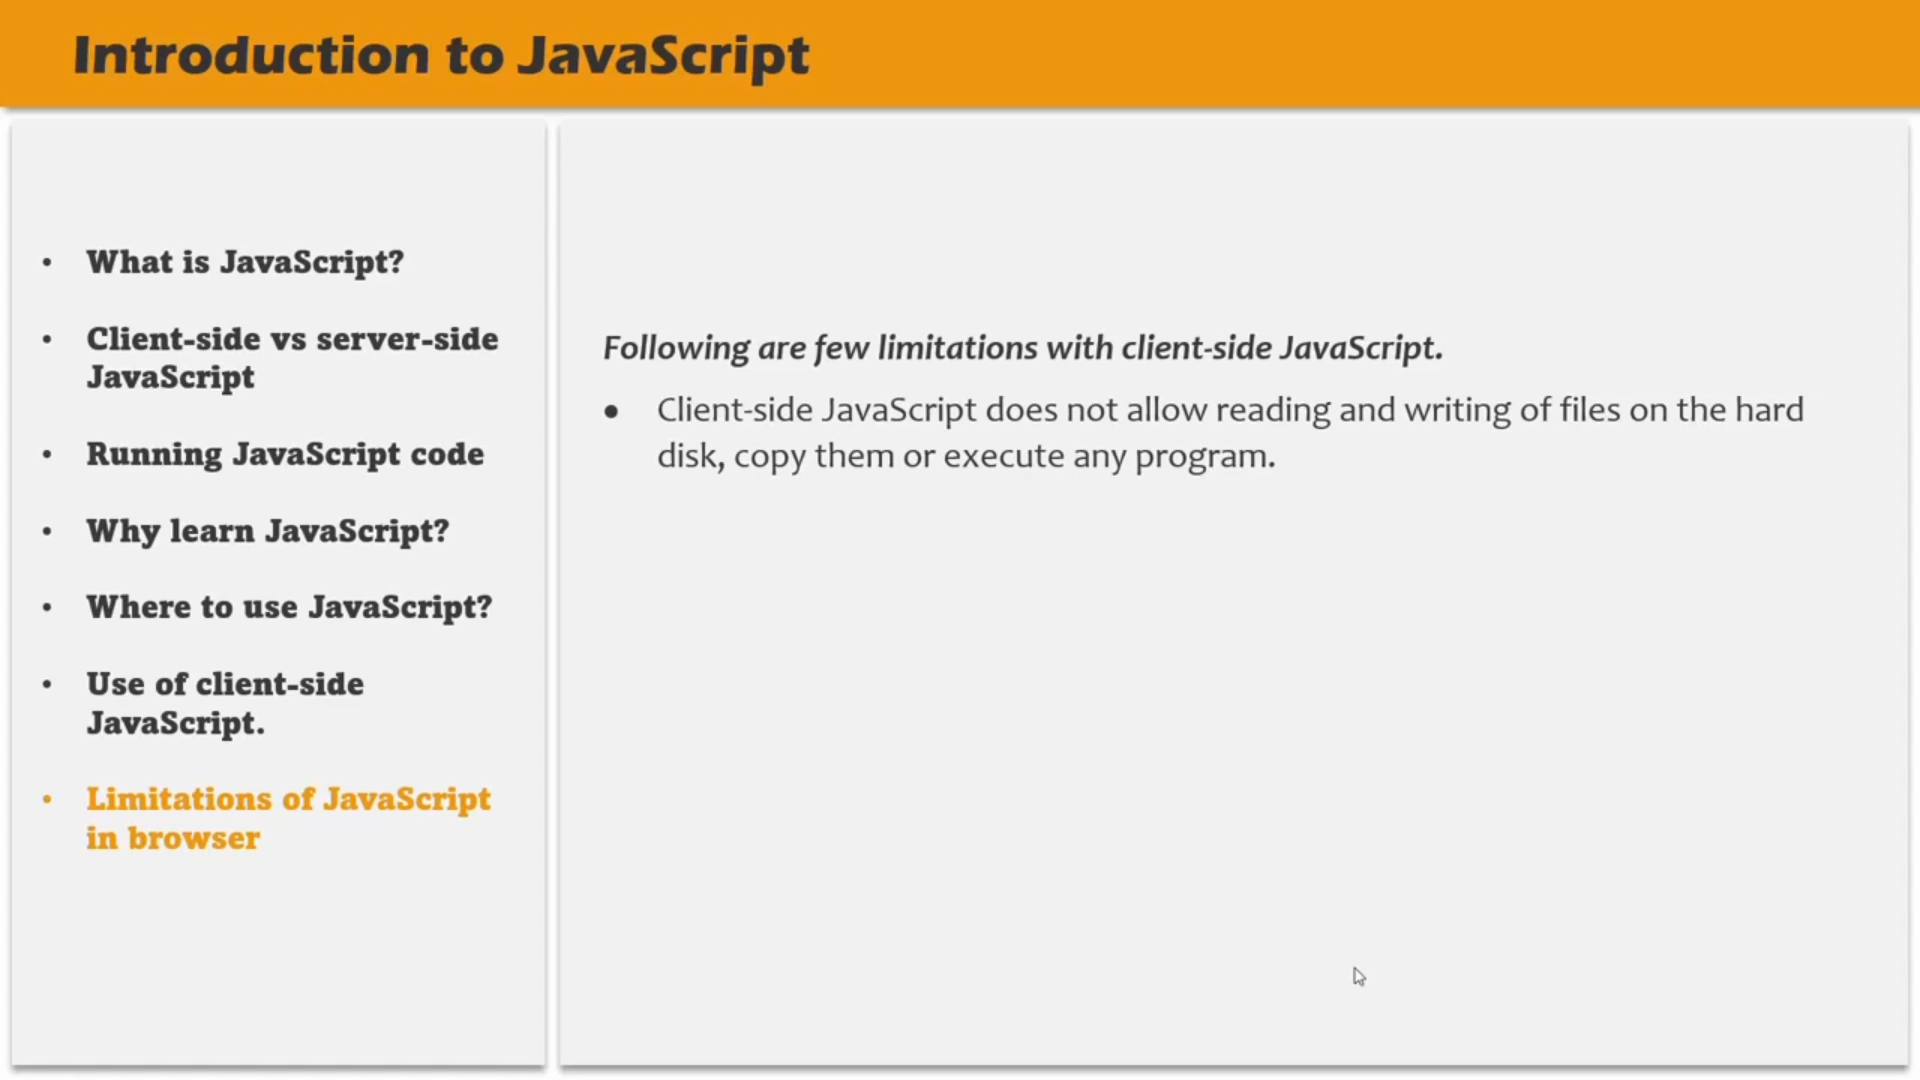 Introduction to JavaScript
• What is JavaScript?
• Client-side vs server-side
JavaScript
• Running JavaScript code
• Why learn JavaScript?
• Where to use JavaScript?
• Use of client-side
JavaScript.
• Limitations of JavaScript
in browser
Following are few limitations with client-side JavaScript.
• Client-side JavaScript does not allow reading and writing of files on the hard
disk, copy them or execute any program.